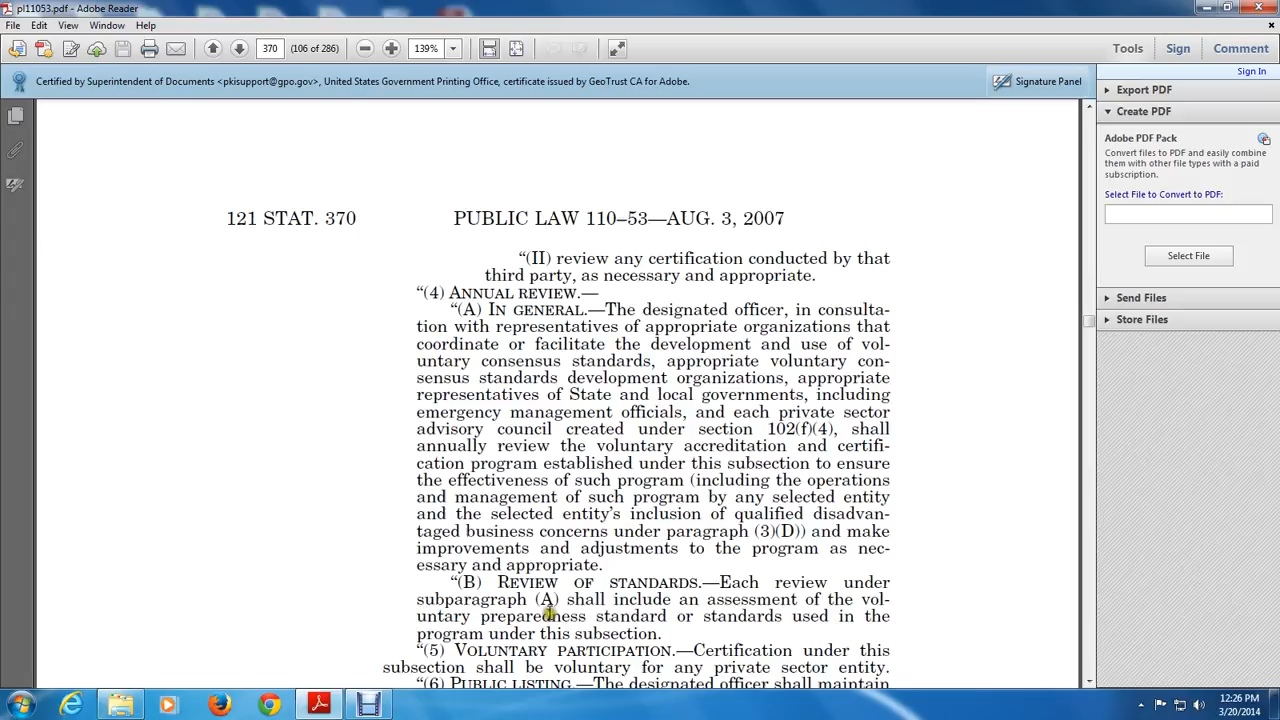 pl11053.pdf - Adobe Reader
File Edit View Window Help
370 (106 of 286) 139% Tools Sign Comment
Certified by Superintendent of Documents <pkisupport@gpo.gov>, United States Government Printing Office, certificate issued by GeoTrust CA for Adobe. Signature Panel
Sign In
Export PDF
Create PDF
Adobe PDF Pack
Convert files to PDF and easily combine
them with other file types with a paid
subscription.
Select File to Convert to PDF:
Select File
Send Files
Store Files
121 STAT. 370 PUBLIC LAW 110–53—AUG. 3, 2007
“(II) review any certification conducted by that
third party, as necessary and appropriate.
“(4) ANNUAL REVIEW.—
“(A) IN GENERAL.—The designated officer, in consulta-
tion with representatives of appropriate organizations that
coordinate or facilitate the development and use of vol-
untary consensus standards, appropriate voluntary con-
sensus standards development organizations, appropriate
representatives of State and local governments, including
emergency management officials, and each private sector
advisory council created under section 102(f)(4), shall
annually review the voluntary accreditation and certifi-
cation program established under this subsection to ensure
the effectiveness of such program (including the operations
and management of such program by any selected entity
and the selected entity’s inclusion of qualified disadvan-
taged business concerns under paragraph (3)(D)) and make
improvements and adjustments to the program as nec-
essary and appropriate.
“(B) REVIEW OF STANDARDS.—Each review under
subparagraph (A) shall include an assessment of the vol-
untary preparedness standard or standards used in the
program under this subsection.
“(5) VOLUNTARY PARTICIPATION.—Certification under this
subsection shall be voluntary for any private sector entity.
“(6) PUBLIC LISTING.—The designated officer shall maintain
12:26 PM
3/20/2014